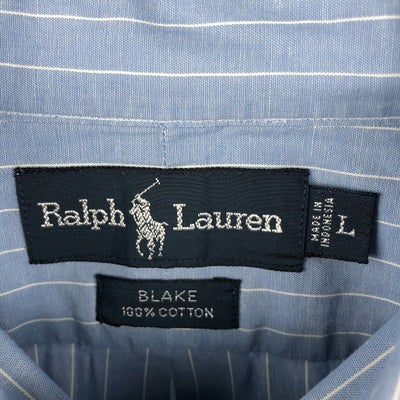 Ralph Lauren
MADE IN
INDONESIA
L
BLAKE
100% COTTON